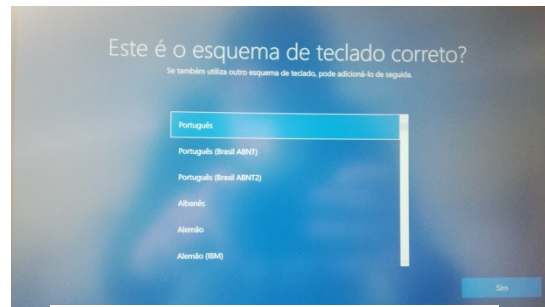 Este é o esquema de teclado correto?
Se também utiliza outro esquema de teclado, pode adicioná-lo de seguida.
Português
Português (Brasil ABNT)
Português (Brasil ABNT2)
Albanês
Alemão
Alemão (IBM)
Sim